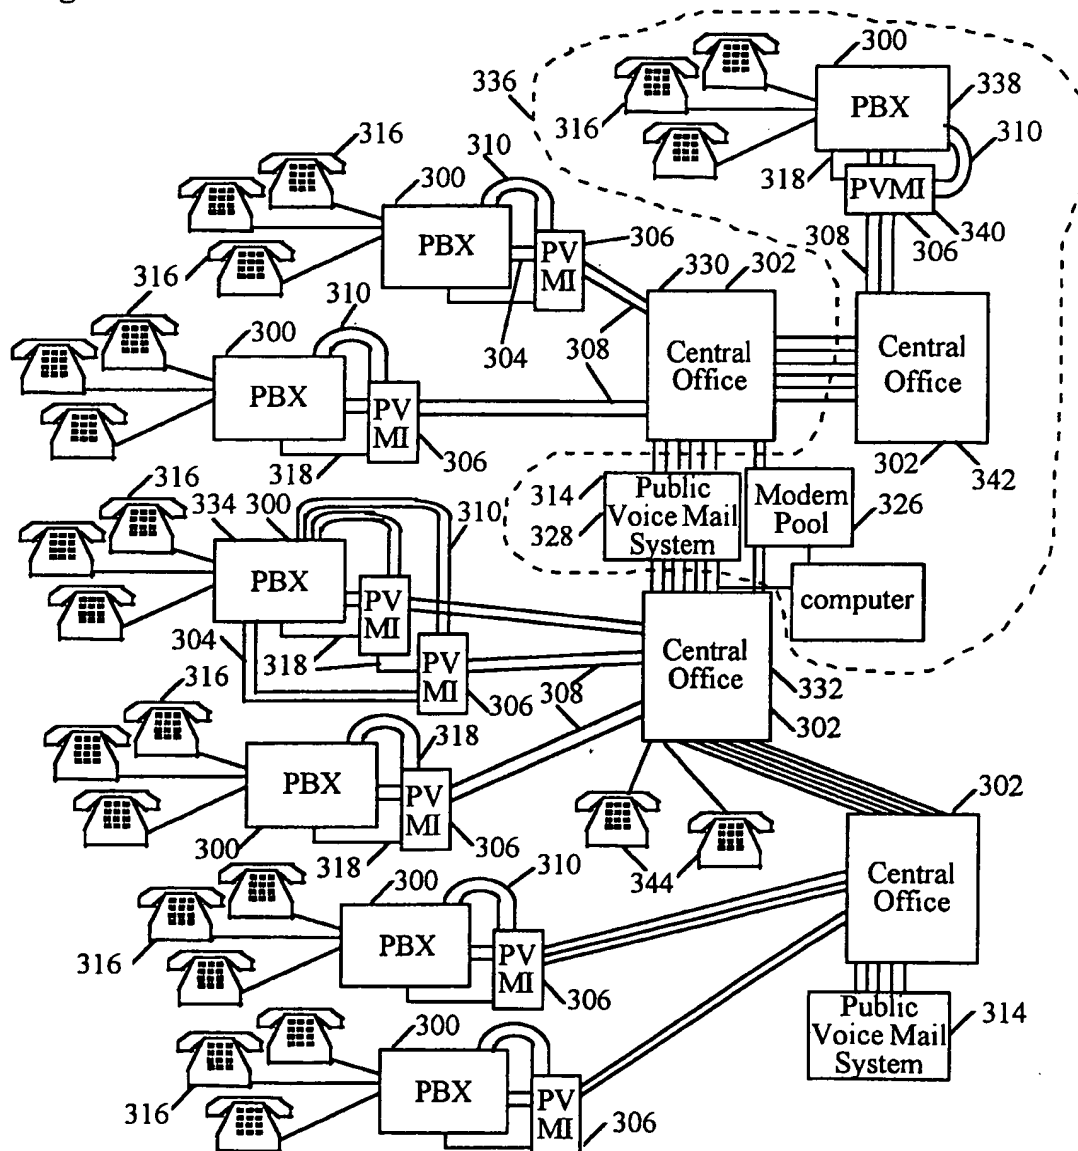 300
336
338
PBX
316
310
318
PVMI
340
306
308
316
310
300
PBX
306
PV
MI
330
302
304
308
Central
Office
Central
Office
302
342
316
310
300
PBX
PV
MI
306
318
316
334
300
310
314
328
Public
Voice Mail
System
Modem
Pool
326
PBX
PV
MI
computer
304
318
PV
MI
306
308
Central
Office
332
302
316
318
PBX
PV
MI
300
318
306
344
302
Central
Office
300
310
PBX
PV
MI
316
306
Public
Voice Mail
System
314
300
PBX
PV
MI
316
306